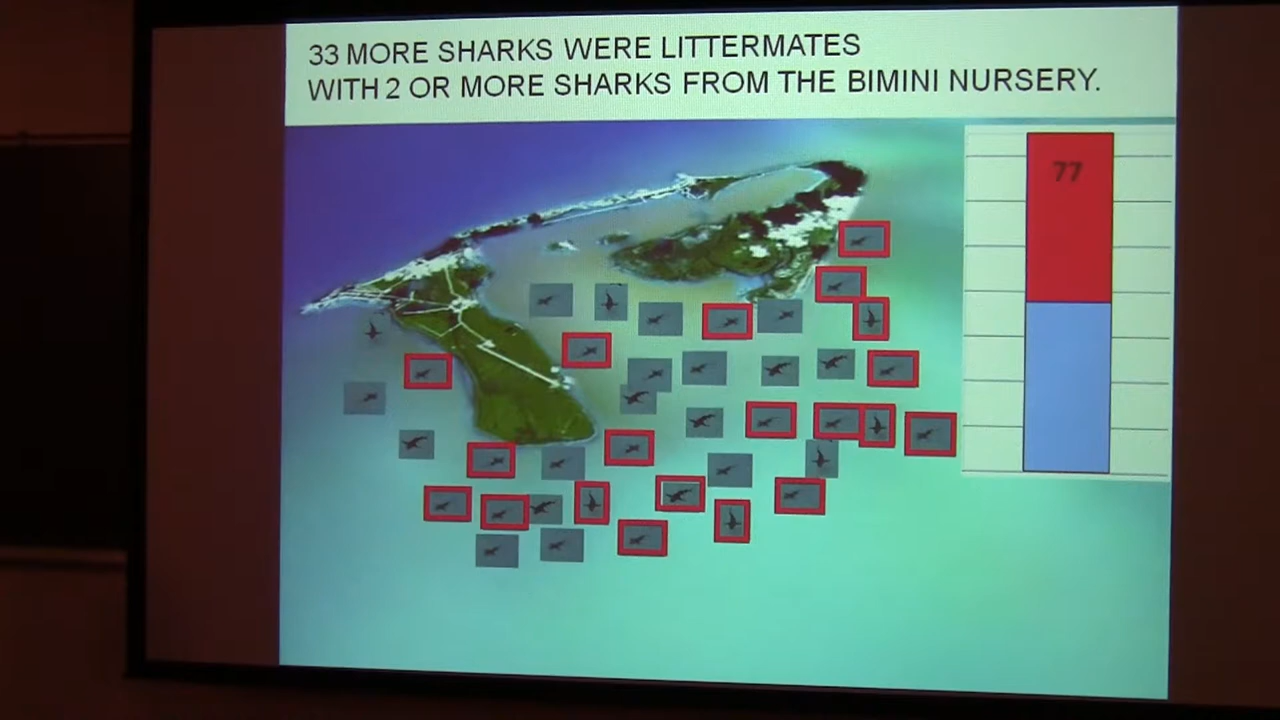 33 MORE SHARKS WERE LITTERMATES
WITH 2 OR MORE SHARKS FROM THE BIMINI NURSERY.
77